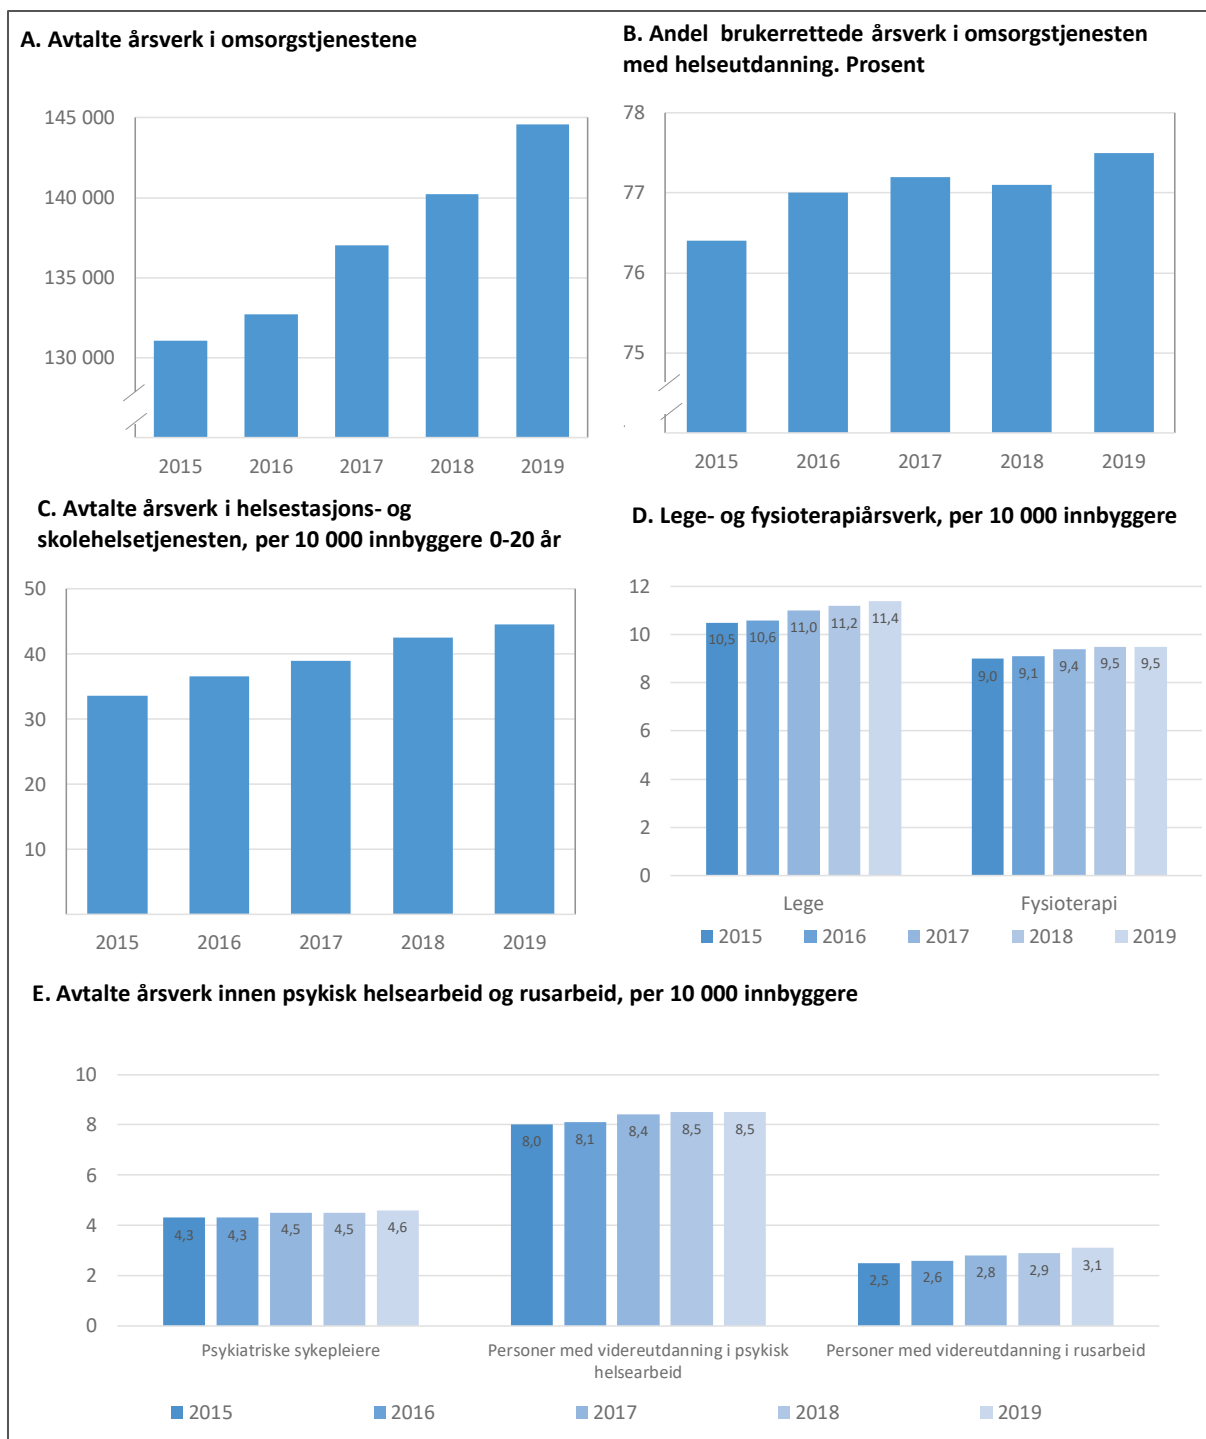 A. Avtalte årsverk i omsorgstjenestene
145 000
140 000
135 000
130 000
2015 2016 2017 2018 2019
B. Andel brukerrettede årsverk i omsorgstjenesten
med helseutdanning. Prosent
78
77
76
75
2015 2016 2017 2018 2019
C. Avtalte årsverk i helsestasjons- og
skolehelsetjenesten, per 10 000 innbyggere 0-20 år
50
40
30
20
10
2015 2016 2017 2018 2019
D. Lege- og fysioterapiårsverk, per 10 000 innbyggere
12
10
8
6
4
2
0
10,5 10,6 11,0 11,2 11,4
9,0 9,1 9,4 9,5 9,5
Lege Fysioterapi
2015 2016 2017 2018 2019
E. Avtalte årsverk innen psykisk helsearbeid og rusarbeid, per 10 000 innbyggere
10
8
6
4
2
0
4,3 4,3 4,5 4,5 4,6
8,0 8,1 8,4 8,5 8,5
2,5 2,6 2,8 2,9 3,1
Psykiatriske sykepleiere
Personer med videreutdanning i psykisk
helsearbeid
Personer med videreutdanning i rusarbeid
2015 2016 2017 2018 2019